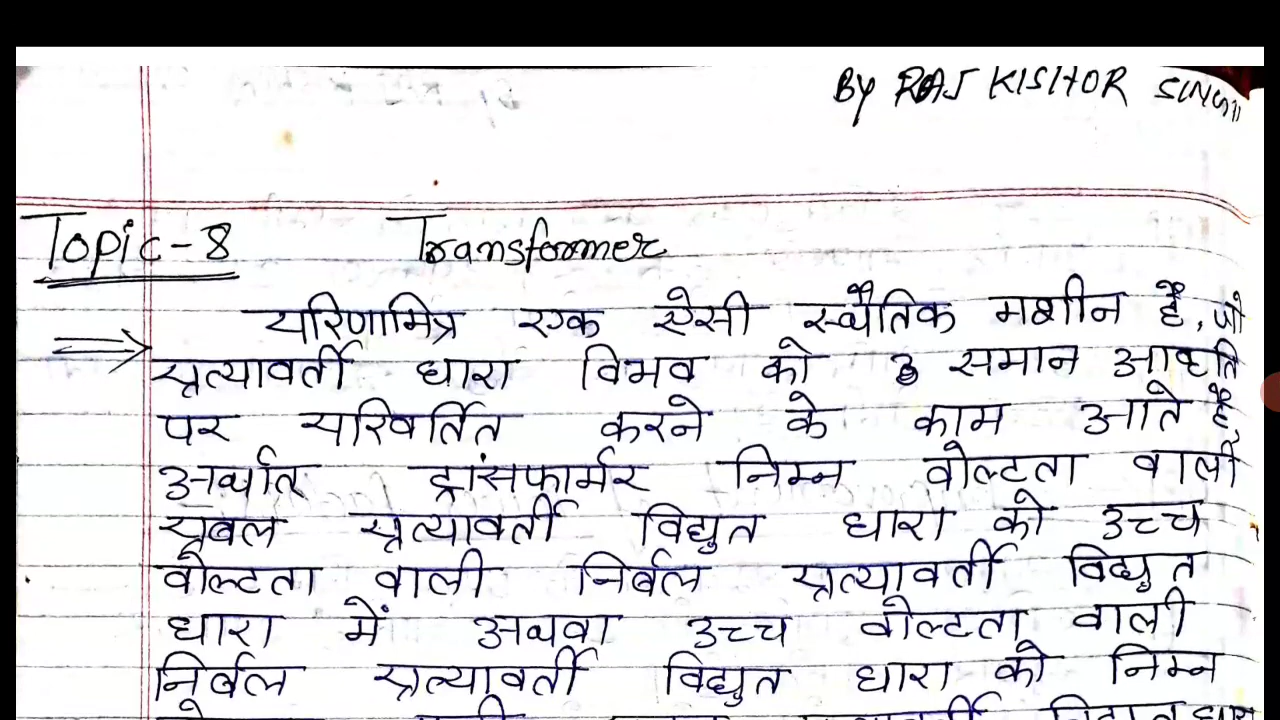 BY RAJ KISHOR SINGH
Topic-8 Transformer
परिणामित्र एक ऐसी स्थैतिक मशीन है, जो
प्रत्यावर्ती धारा विभव को समान आवृति
पर परिवर्तित करने के काम आते है,
अर्थात ट्रांसफार्मर निम्न वोल्टता वाली
प्रबल प्रत्यावर्ती विद्युत धारा को उच्च
वोल्टता वाली निर्बल प्रत्यावर्ती विद्युत
धारा में अथवा उच्च वोल्टता वाली
निर्बल प्रत्यावर्ती विद्युत धारा को निम्न